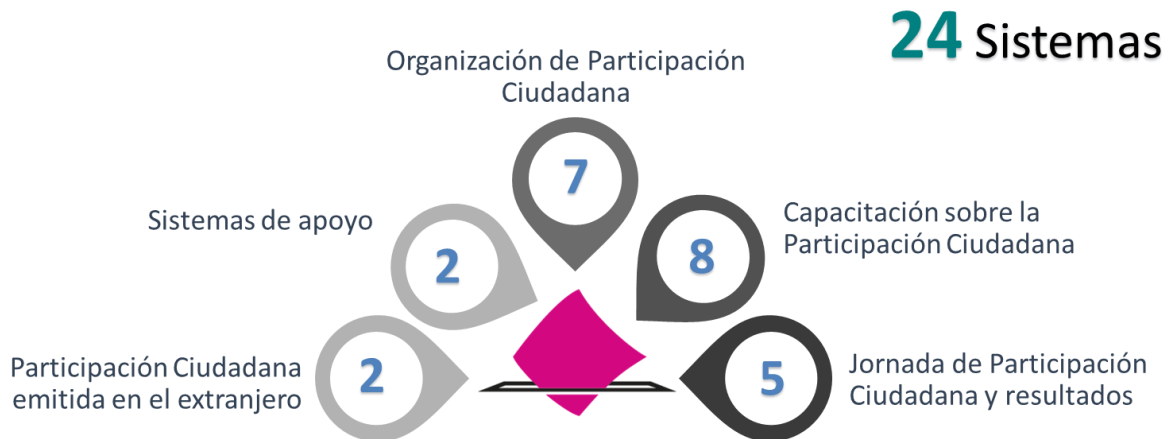 24 Sistemas
Organización de Participación
Ciudadana
7
Sistemas de apoyo
2
Capacitación sobre la
Participación Ciudadana
8
Participación Ciudadana
emitida en el extranjero
2
Jornada de Participación
Ciudadana y resultados
5